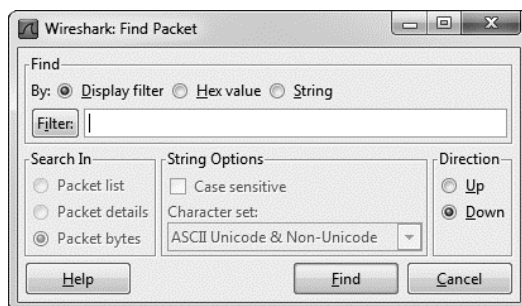 Wireshark: Find Packet
Find
By: Display filter Hex value String
Filter:
Search In
Packet list
Packet details
Packet bytes
String Options
Case sensitive
Character set:
ASCII Unicode & Non-Unicode
Direction
Up
Down
Help Find Cancel